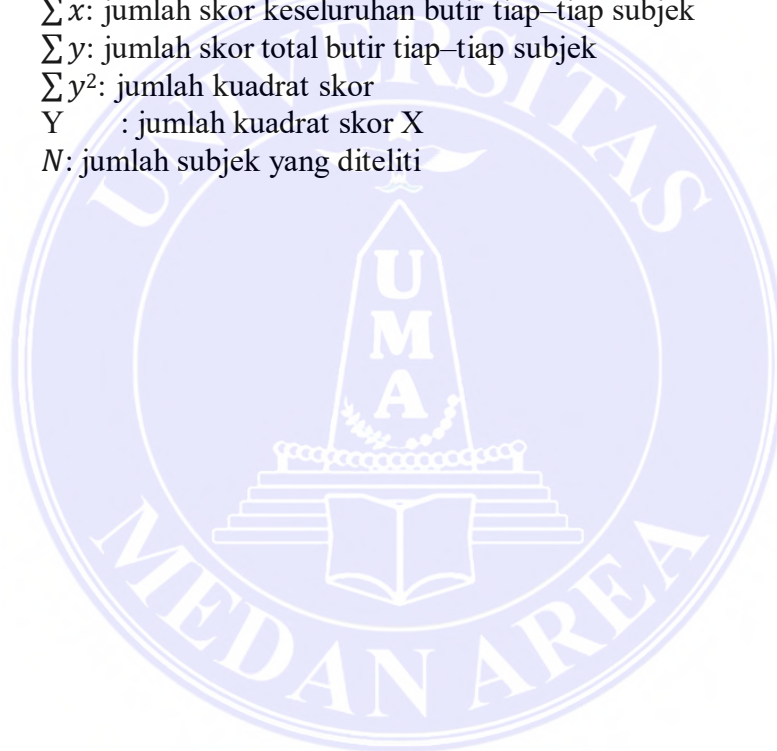 ∑ x: jumlah skor keseluruhan butir tiap–tiap subjek
∑ y: jumlah skor total butir tiap–tiap subjek
∑ y²: jumlah kuadrat skor
Y : jumlah kuadrat skor X
N: jumlah subjek yang diteliti
UNIVERSITAS
UMA
MEDAN AREA